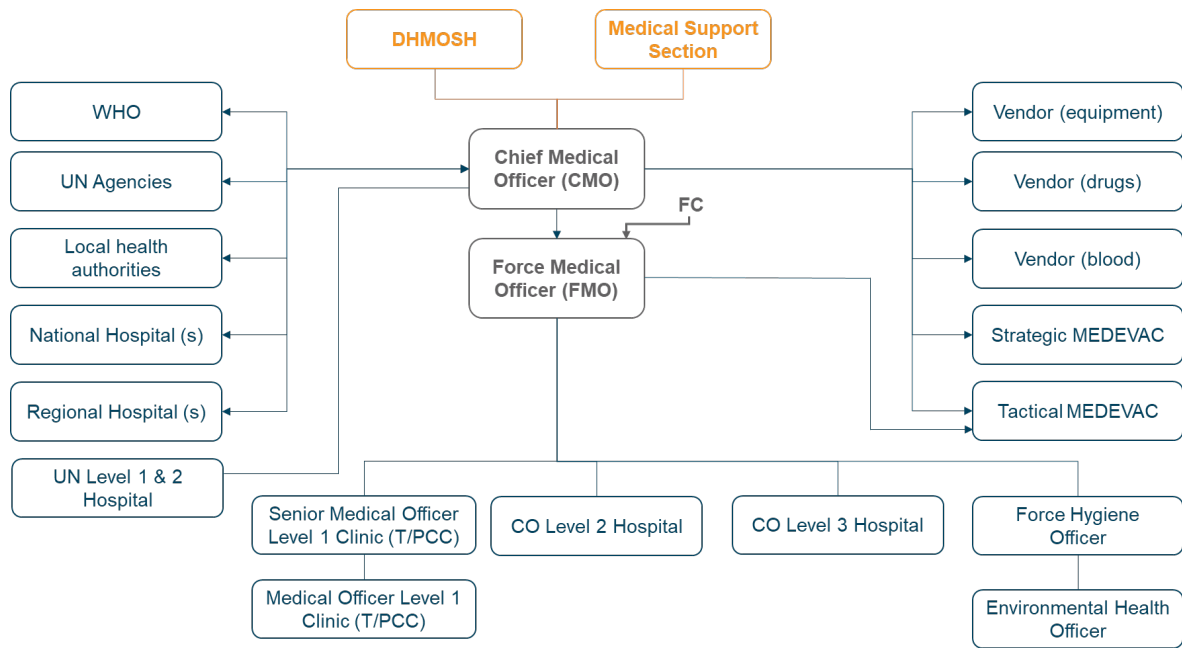 DHMOSH
Medical Support
Section
WHO
UN Agencies
Local health
authorities
National Hospital (s)
Regional Hospital (s)
UN Level 1 & 2
Hospital
Chief Medical
Officer (CMO)
FC
Force Medical
Officer (FMO)
Vendor (equipment)
Vendor (drugs)
Vendor (blood)
Strategic MEDEVAC
Tactical MEDEVAC
Senior Medical Officer
Level 1 Clinic (T/PCC)
Medical Officer Level 1
Clinic (T/PCC)
CO Level 2 Hospital
CO Level 3 Hospital
Force Hygiene
Officer
Environmental Health
Officer